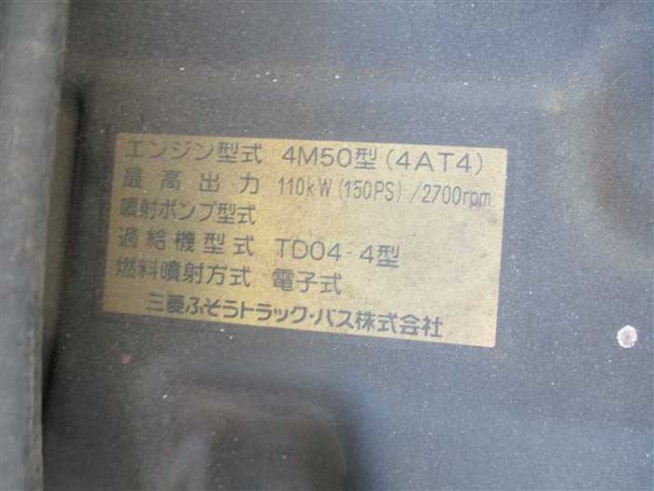 エンジン型式 4M50型(4AT4)
最高出力 110kW(150PS)/2700rpm
噴射ポンプ型式
過給機型式 TD04-4型
燃料噴射方式 電子式
三菱ふそうトラック・バス株式会社